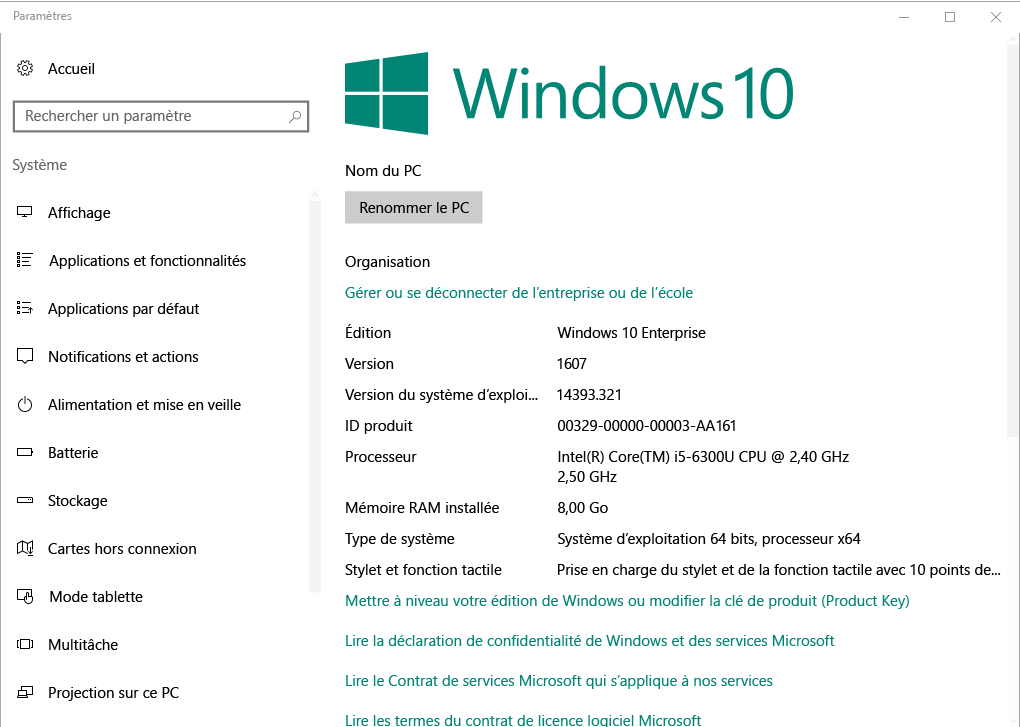 Paramètres
Accueil
Rechercher un paramètre
Système
Affichage
Applications et fonctionnalités
Applications par défaut
Notifications et actions
Alimentation et mise en veille
Batterie
Stockage
Cartes hors connexion
Mode tablette
Multitâche
Projection sur ce PC
Windows 10
Nom du PC
Renommer le PC
Organisation
Gérer ou se déconnecter de l'entreprise ou de l'école
Édition Windows 10 Enterprise
Version 1607
Version du système d'exploi... 14393.321
ID produit 00329-00000-00003-AA161
Processeur Intel(R) Core(TM) i5-6300U CPU @ 2,40 GHz
2,50 GHz
Mémoire RAM installée 8,00 Go
Type de système Système d'exploitation 64 bits, processeur x64
Stylet et fonction tactile Prise en charge du stylet et de la fonction tactile avec 10 points de...
Mettre à niveau votre édition de Windows ou modifier la clé de produit (Product Key)
Lire la déclaration de confidentialité de Windows et des services Microsoft
Lire le Contrat de services Microsoft qui s'applique à nos services
Lire les termes du contrat de licence logiciel Microsoft